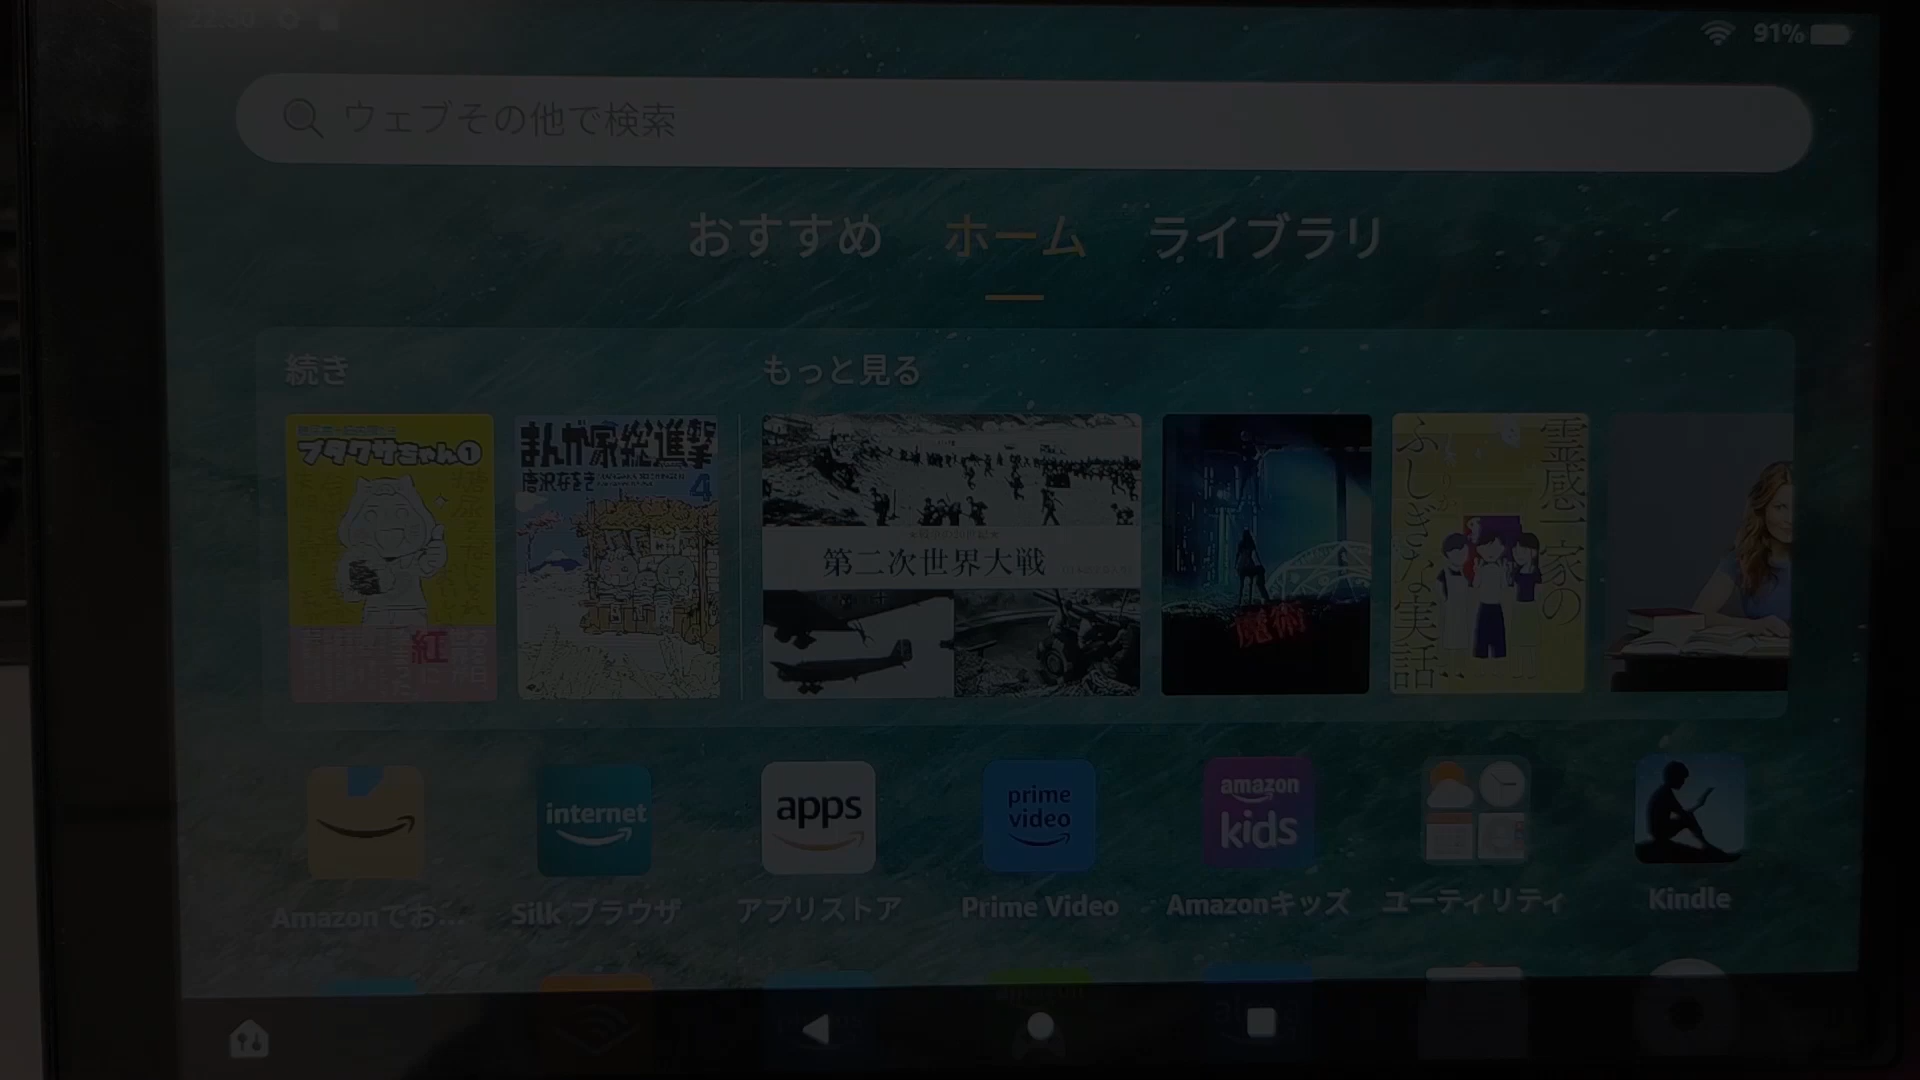 22:30
91%
ウェブその他で検索
おすすめ ホーム ライブラリ
続き もっと見る
ブタクサちゃん①
紅
まんが家総進撃
唐沢なをき
4
第二次世界大戦
魔術
霊感一家の
ふしぎな実話
internet
apps
prime video
amazon kids
Amazonでお… Silk ブラウザ アプリストア Prime Video Amazonキッズ ユーティリティ Kindle